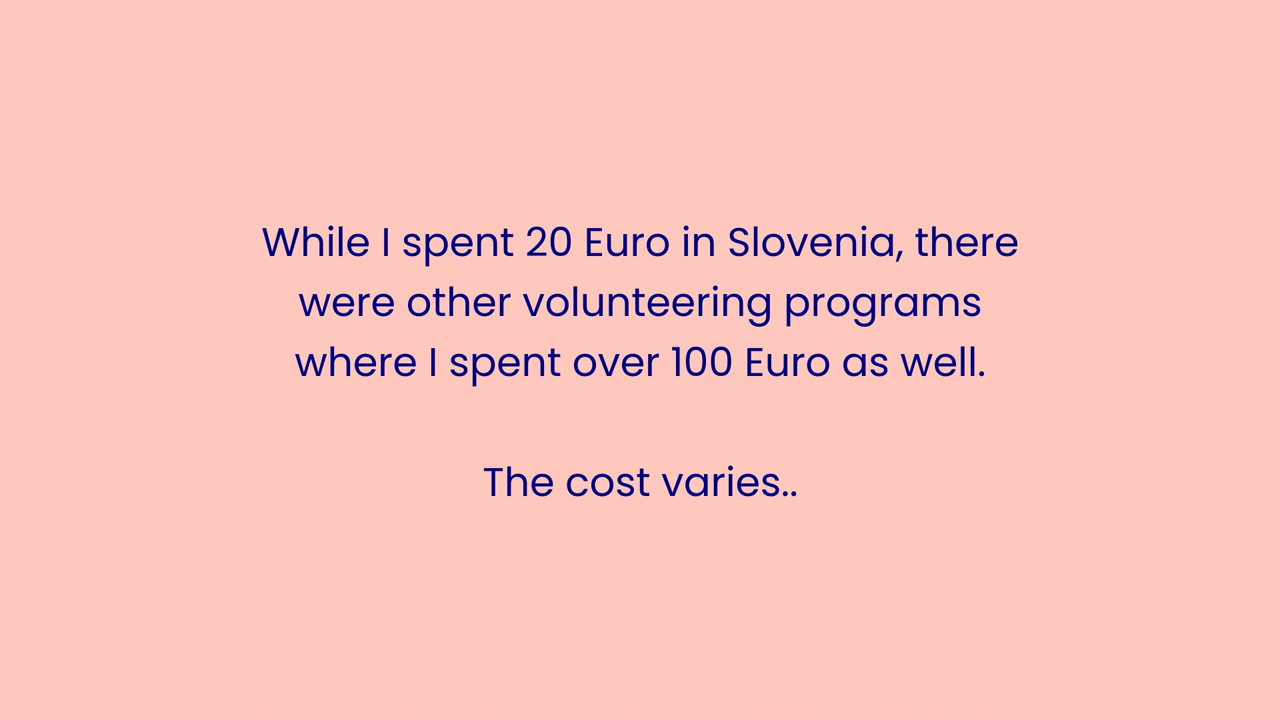 While I spent 20 Euro in Slovenia, there
were other volunteering programs
where I spent over 100 Euro as well.
The cost varies..